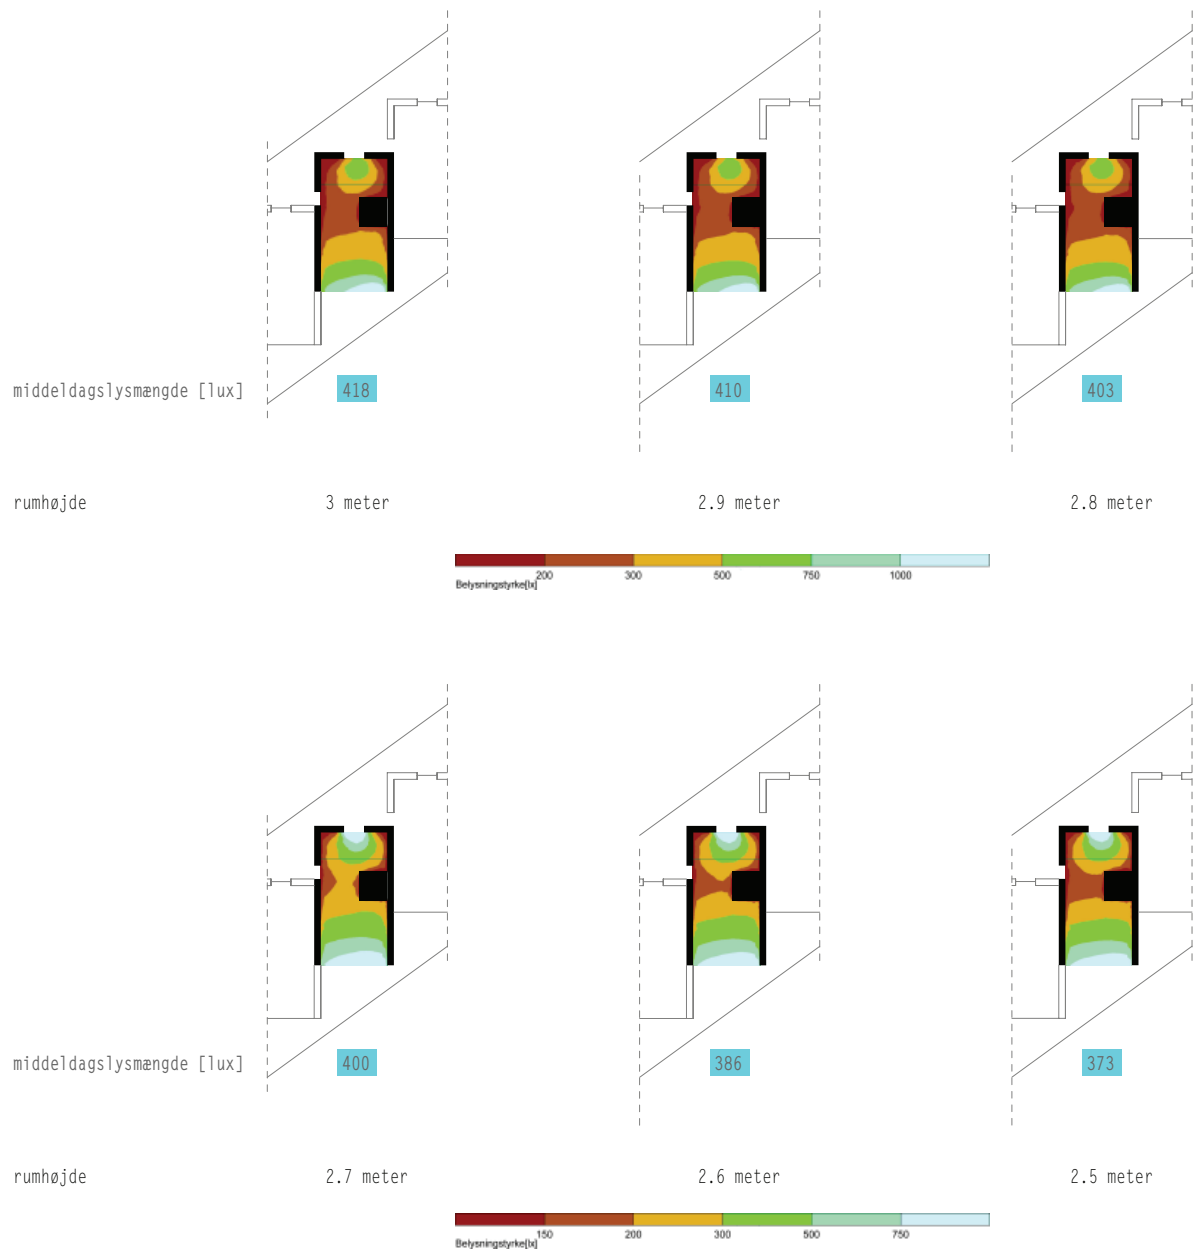 middeldagslysmængde [lux] 418 410 403
rumhøjde 3 meter 2.9 meter 2.8 meter
200 300 500 750 1000
Belysningstyrke[lx]
middeldagslysmængde [lux] 400 386 373
rumhøjde 2.7 meter 2.6 meter 2.5 meter
150 200 300 500 750
Belysningstyrke[lx]